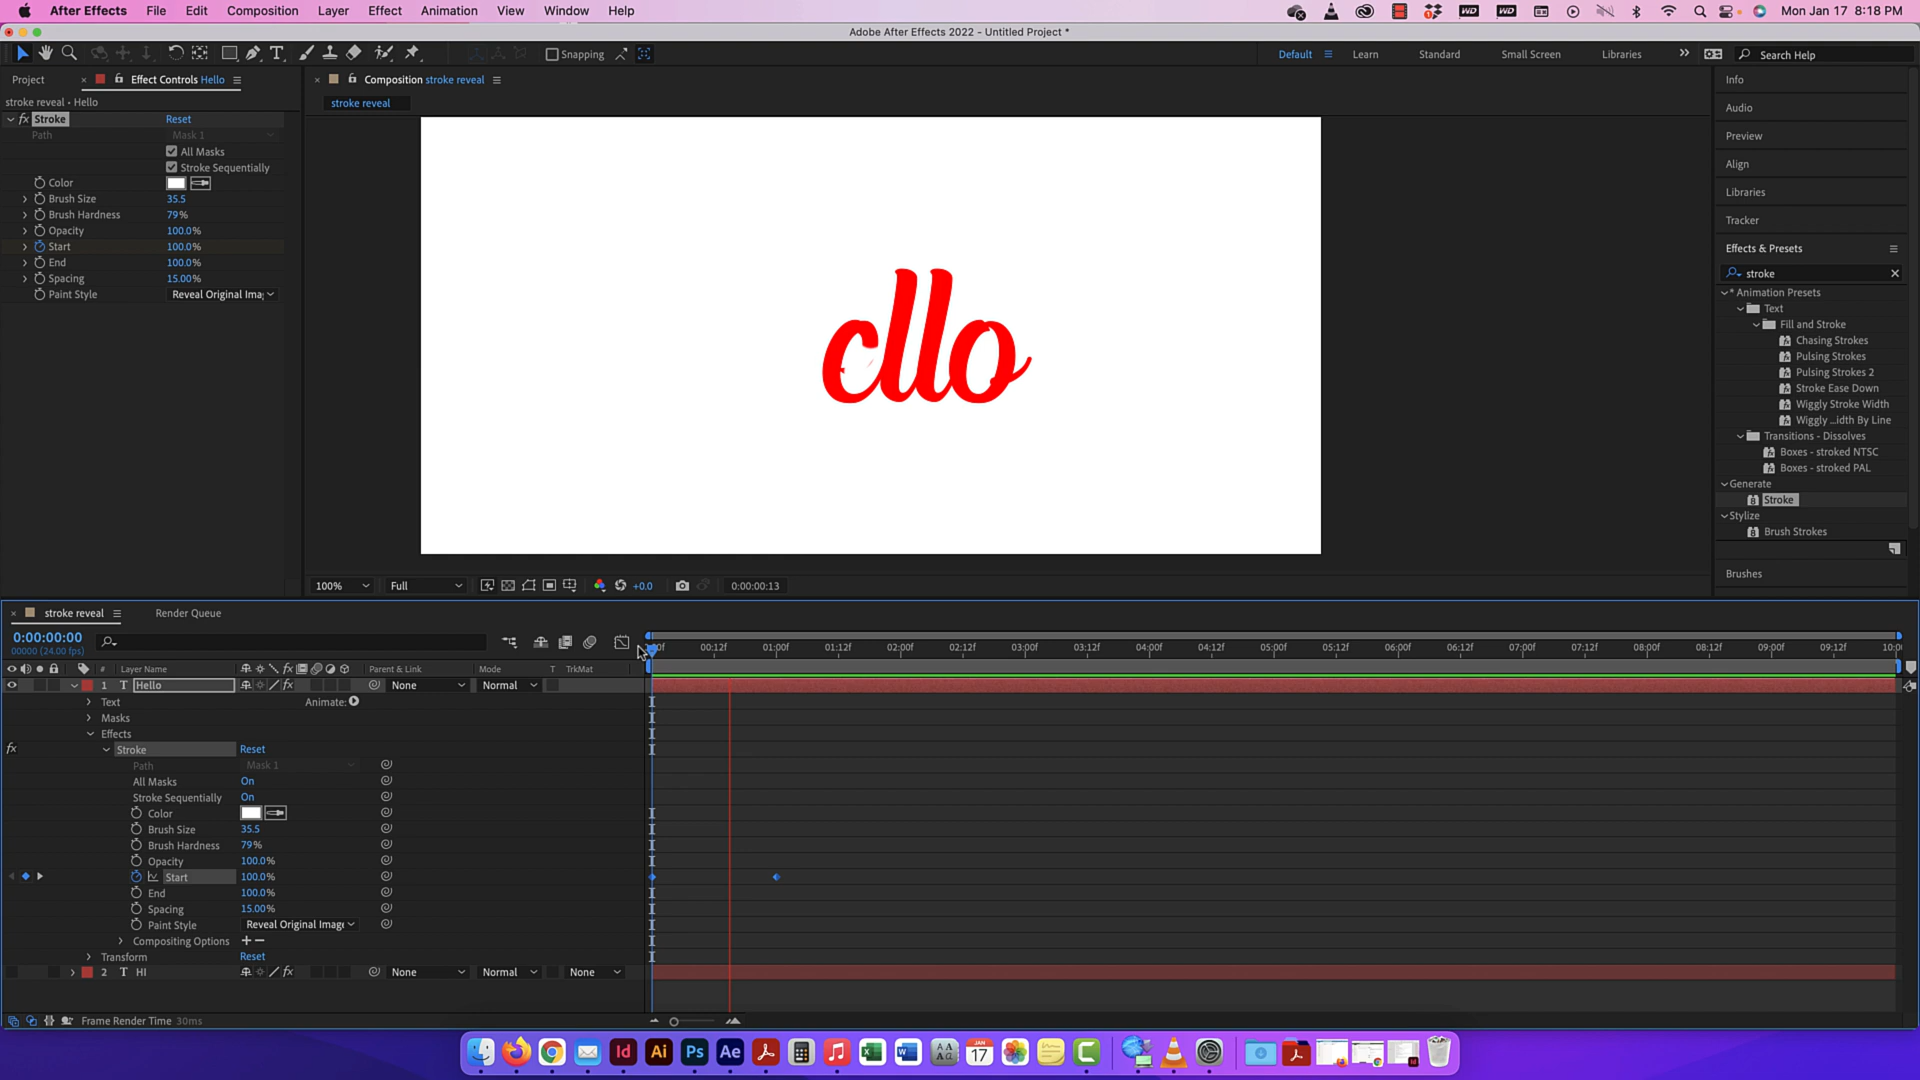 After Effects File Edit Composition Layer Effect Animation View Window Help Mon Jan 17 8:18 PM
Adobe After Effects 2022 - Untitled Project *
Snapping Default Learn Standard Small Screen Libraries Search Help
Project Effect Controls Hello Composition stroke reveal Info
stroke reveal • Hello stroke reveal Audio
fx Stroke Reset
Path Mask 1 Preview
All Masks
Stroke Sequentially Align
Color
Brush Size 35.5 Libraries
Brush Hardness 79%
Opacity 100.0% Tracker
Start 100.0% Effects & Presets
End 100.0%
Spacing 15.00% stroke
Paint Style Reveal Original Ima
* Animation Presets
Text
Fill and Stroke
Chasing Strokes
Pulsing Strokes
Pulsing Strokes 2
Stroke Ease Down
Wiggly Stroke Width
Wiggly ...idth By Line
Transitions - Dissolves
Boxes - stroked NTSC
Boxes - stroked PAL
Generate
Stroke
Stylize
Brush Strokes
Brushes
cllo
100% Full +0.0 0:00:00:13
stroke reveal Render Queue
0:00:00:00
00000 (24.00 fps)
00:12f 01:00f 01:12f 02:00f 02:12f 03:00f 03:12f 04:00f 04:12f 05:00f 05:12f 06:00f 06:12f 07:00f 07:12f 08:00f 08:12f 09:00f 09:12f 10:0
# Layer Name Parent & Link Mode T TrkMat
1 T Hello fx None Normal
Text Animate:
Masks
Effects
fx Stroke Reset
Path Mask 1
All Masks On
Stroke Sequentially On
Color
Brush Size 35.5
Brush Hardness 79%
Opacity 100.0%
Start 100.0%
End 100.0%
Spacing 15.00%
Paint Style Reveal Original Image
Compositing Options + −
Transform Reset
2 T HI fx None Normal None
Frame Render Time 30ms
Id Ai Ps Ae JAN 17